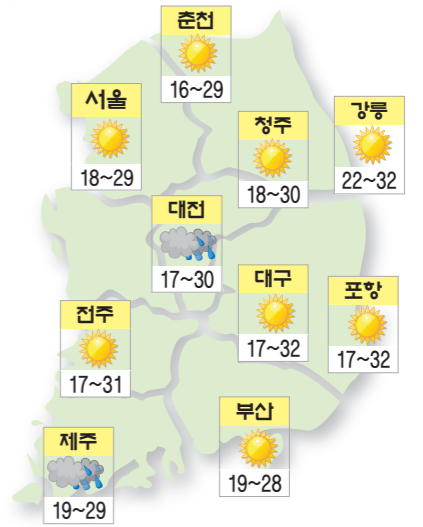 춘천
16~29
서울
18~29
청주
18~30
강릉
22~32
대전
17~30
대구
17~32
포항
17~32
전주
17~31
부산
19~28
제주
19~29